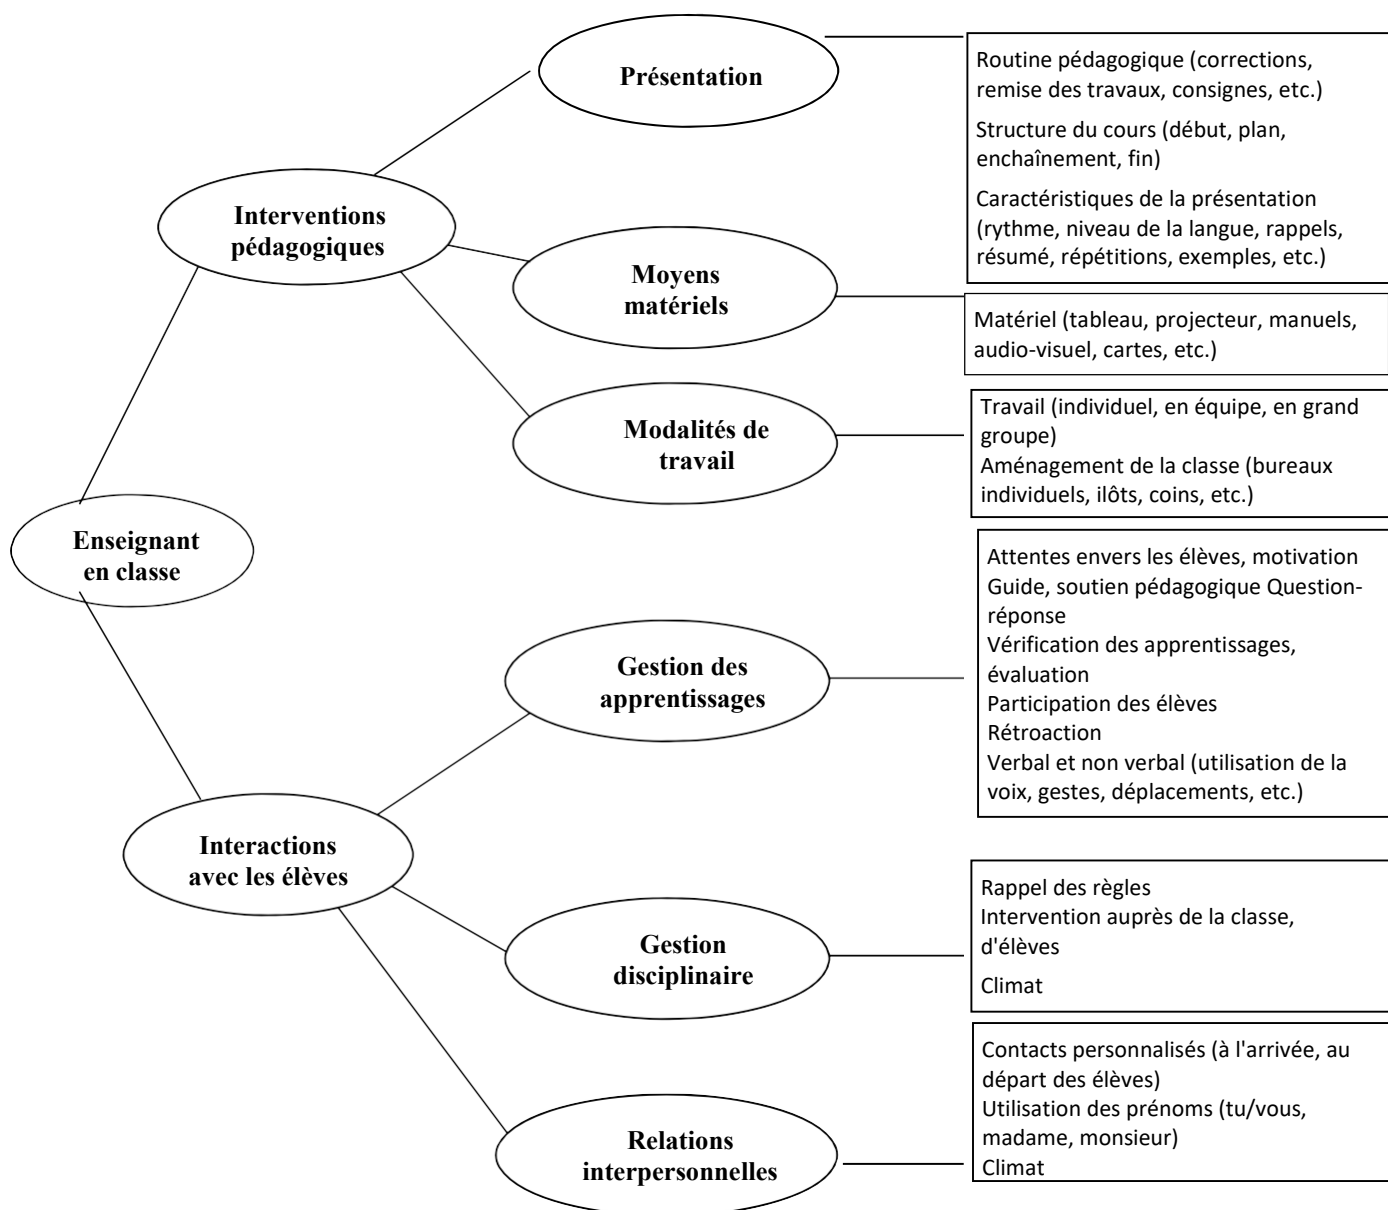 Présentation
Routine pédagogique (corrections,
remise des travaux, consignes, etc.)
Structure du cours (début, plan,
enchaînement, fin)
Caractéristiques de la présentation
(rythme, niveau de la langue, rappels,
résumé, répétitions, exemples, etc.)
Interventions
pédagogiques
Moyens
matériels
Matériel (tableau, projecteur, manuels,
audio-visuel, cartes, etc.)
Modalités de
travail
Travail (individuel, en équipe, en grand
groupe)
Aménagement de la classe (bureaux
individuels, ilôts, coins, etc.)
Enseignant
en classe
Gestion des
apprentissages
Attentes envers les élèves, motivation
Guide, soutien pédagogique Question-
réponse
Vérification des apprentissages,
évaluation
Participation des élèves
Rétroaction
Verbal et non verbal (utilisation de la
voix, gestes, déplacements, etc.)
Interactions
avec les élèves
Gestion
disciplinaire
Rappel des règles
Intervention auprès de la classe,
d'élèves
Climat
Relations
interpersonnelles
Contacts personnalisés (à l'arrivée, au
départ des élèves)
Utilisation des prénoms (tu/vous,
madame, monsieur)
Climat